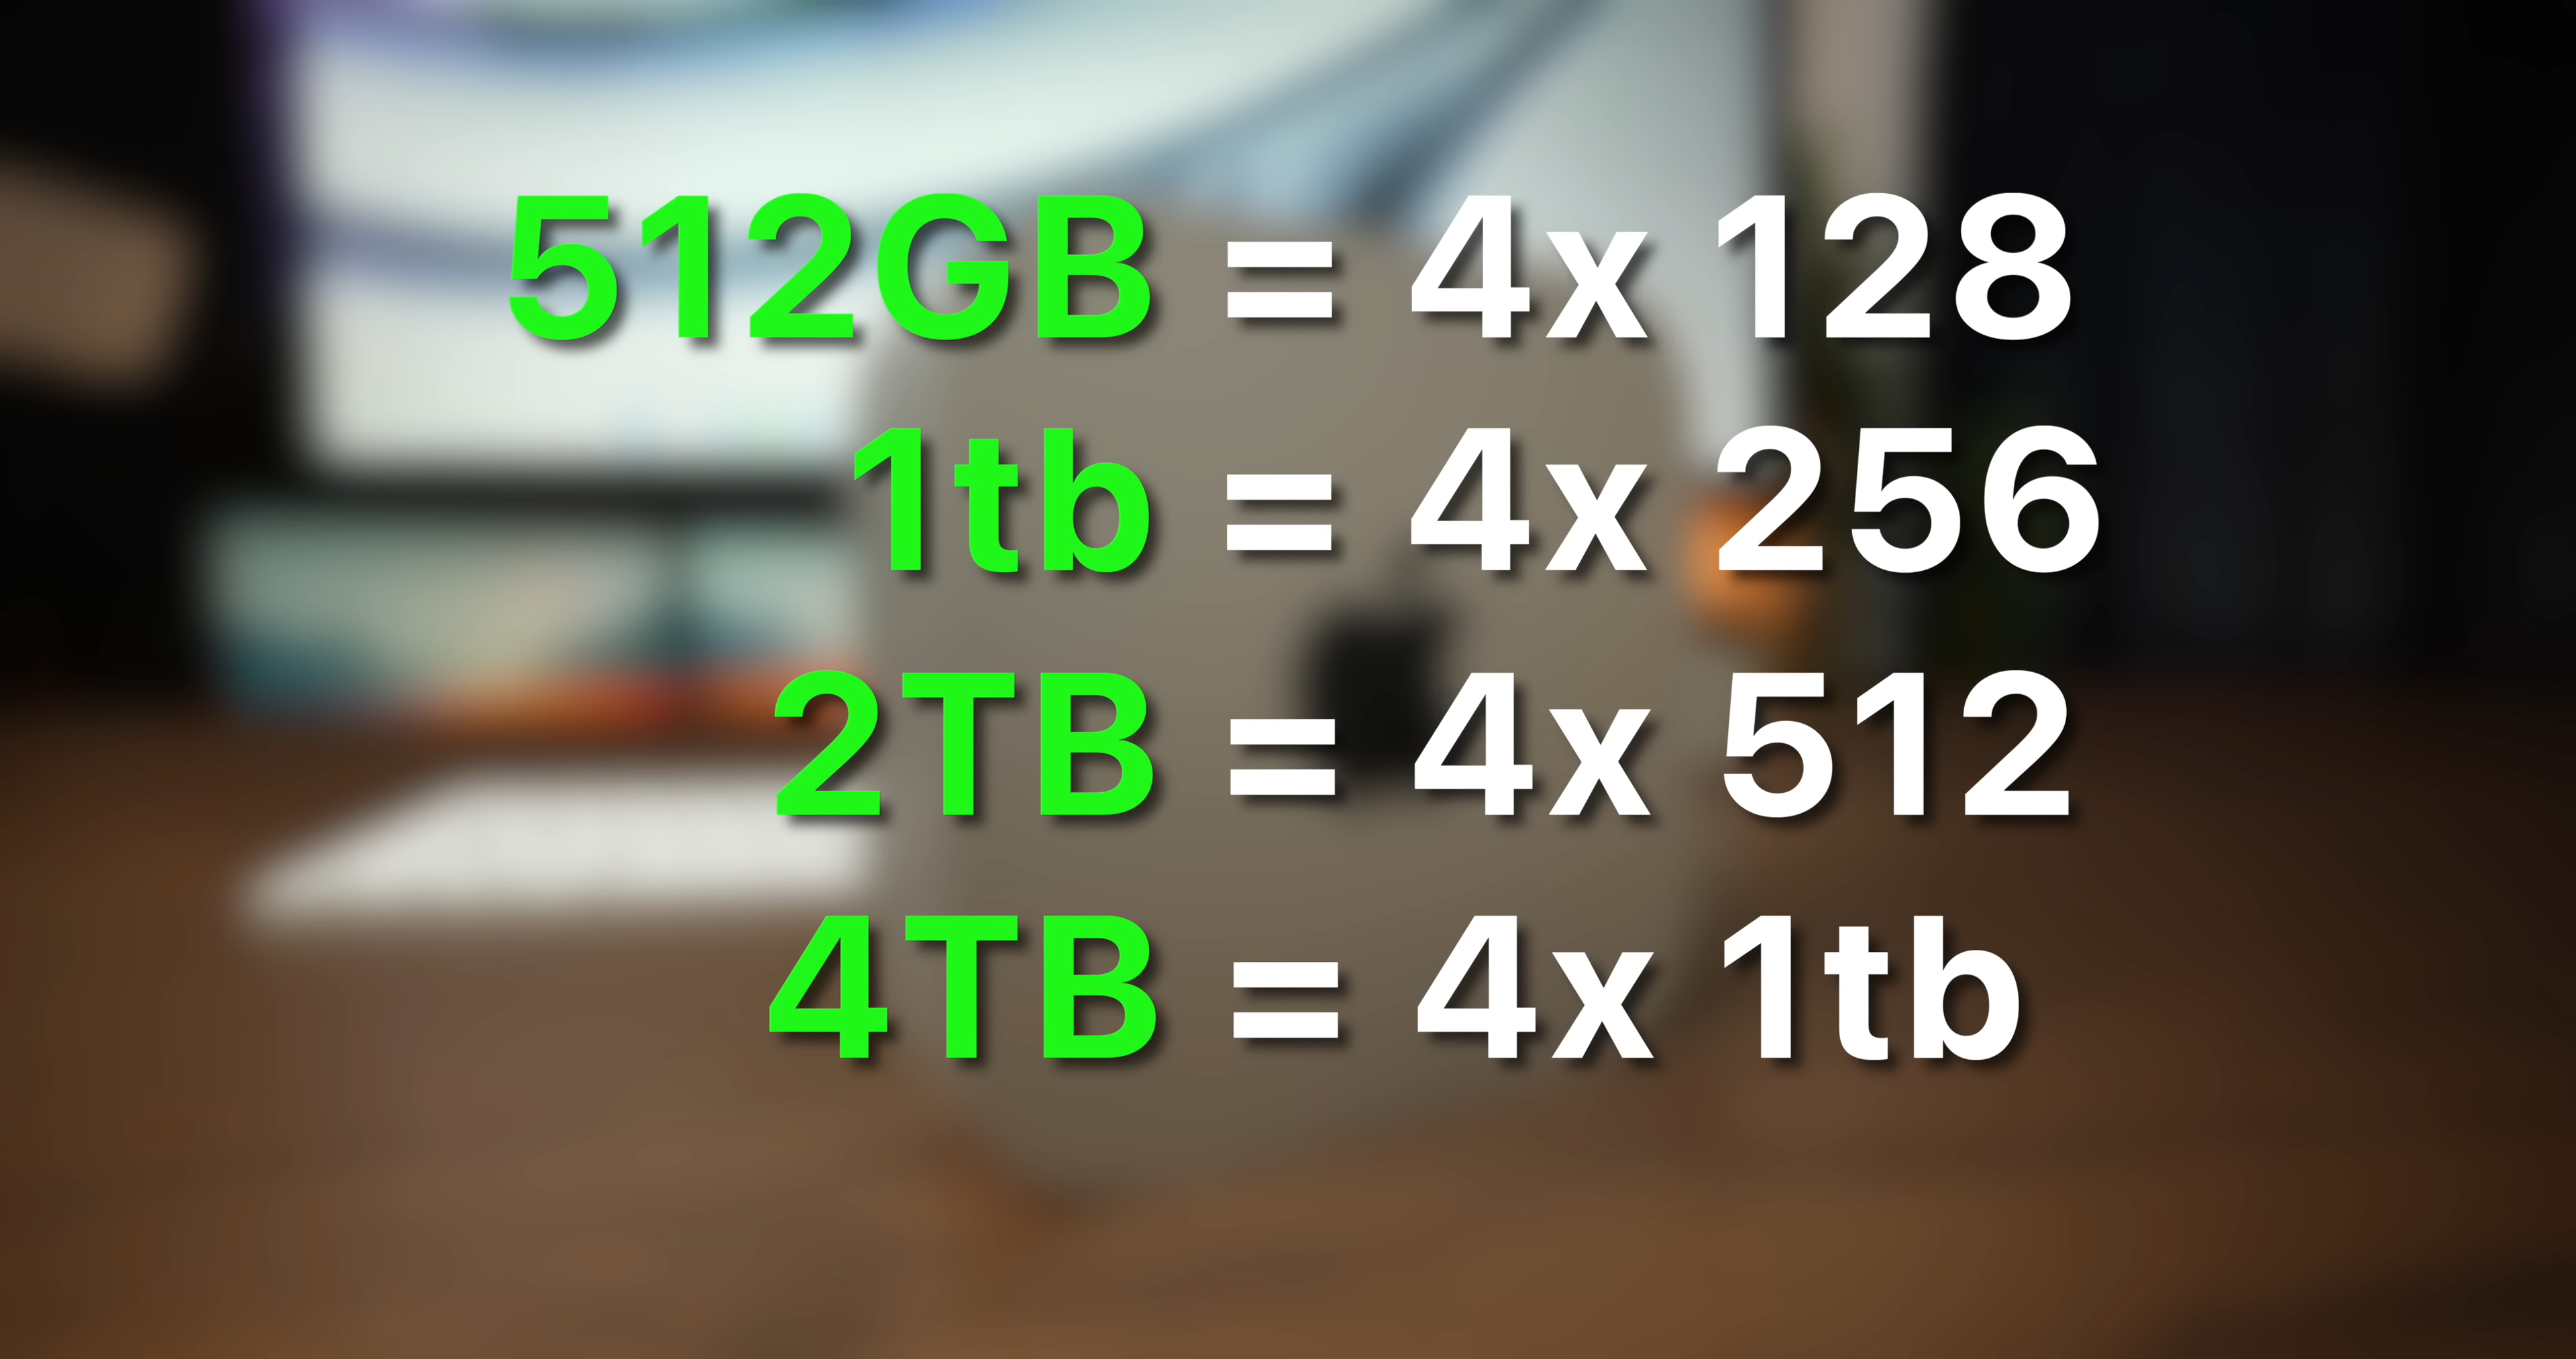 512GB = 4x 128
1tb = 4x 256
2TB = 4x 512
4TB = 4x 1tb